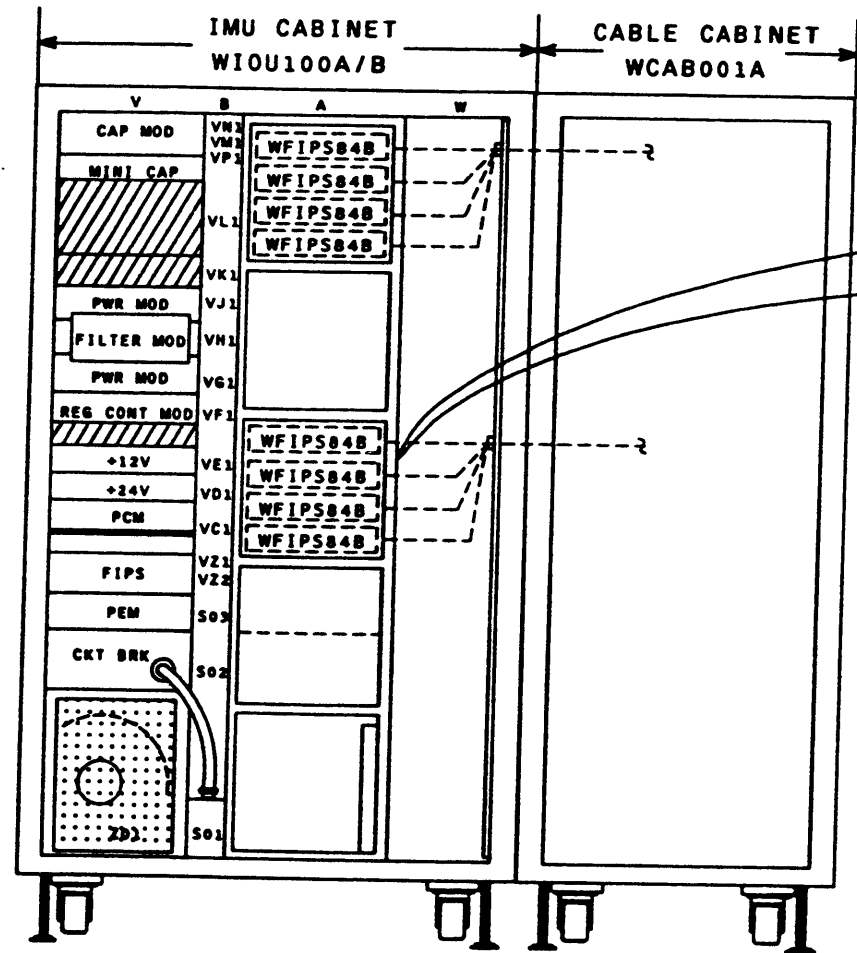 IMU CABINET
WIOU100A/B
CABLE CABINET
WCAB001A
V B A W
CAP MOD
VN1
VM1
VP1
WFIPS84B
MINI CAP
WFIPS84B
VL1
WFIPS84B
WFIPS84B
VK1
PWR MOD
VJ1
FILTER MOD
VH1
PWR MOD
VG1
REG CONT MOD
VF1
WFIPS84B
+12V
VE1
WFIPS84B
+24V
VD1
WFIPS84B
PCM
VC1
WFIPS84B
VZ1
FIPS
VZ2
PEM
S03
CKT BRK
S02
S01